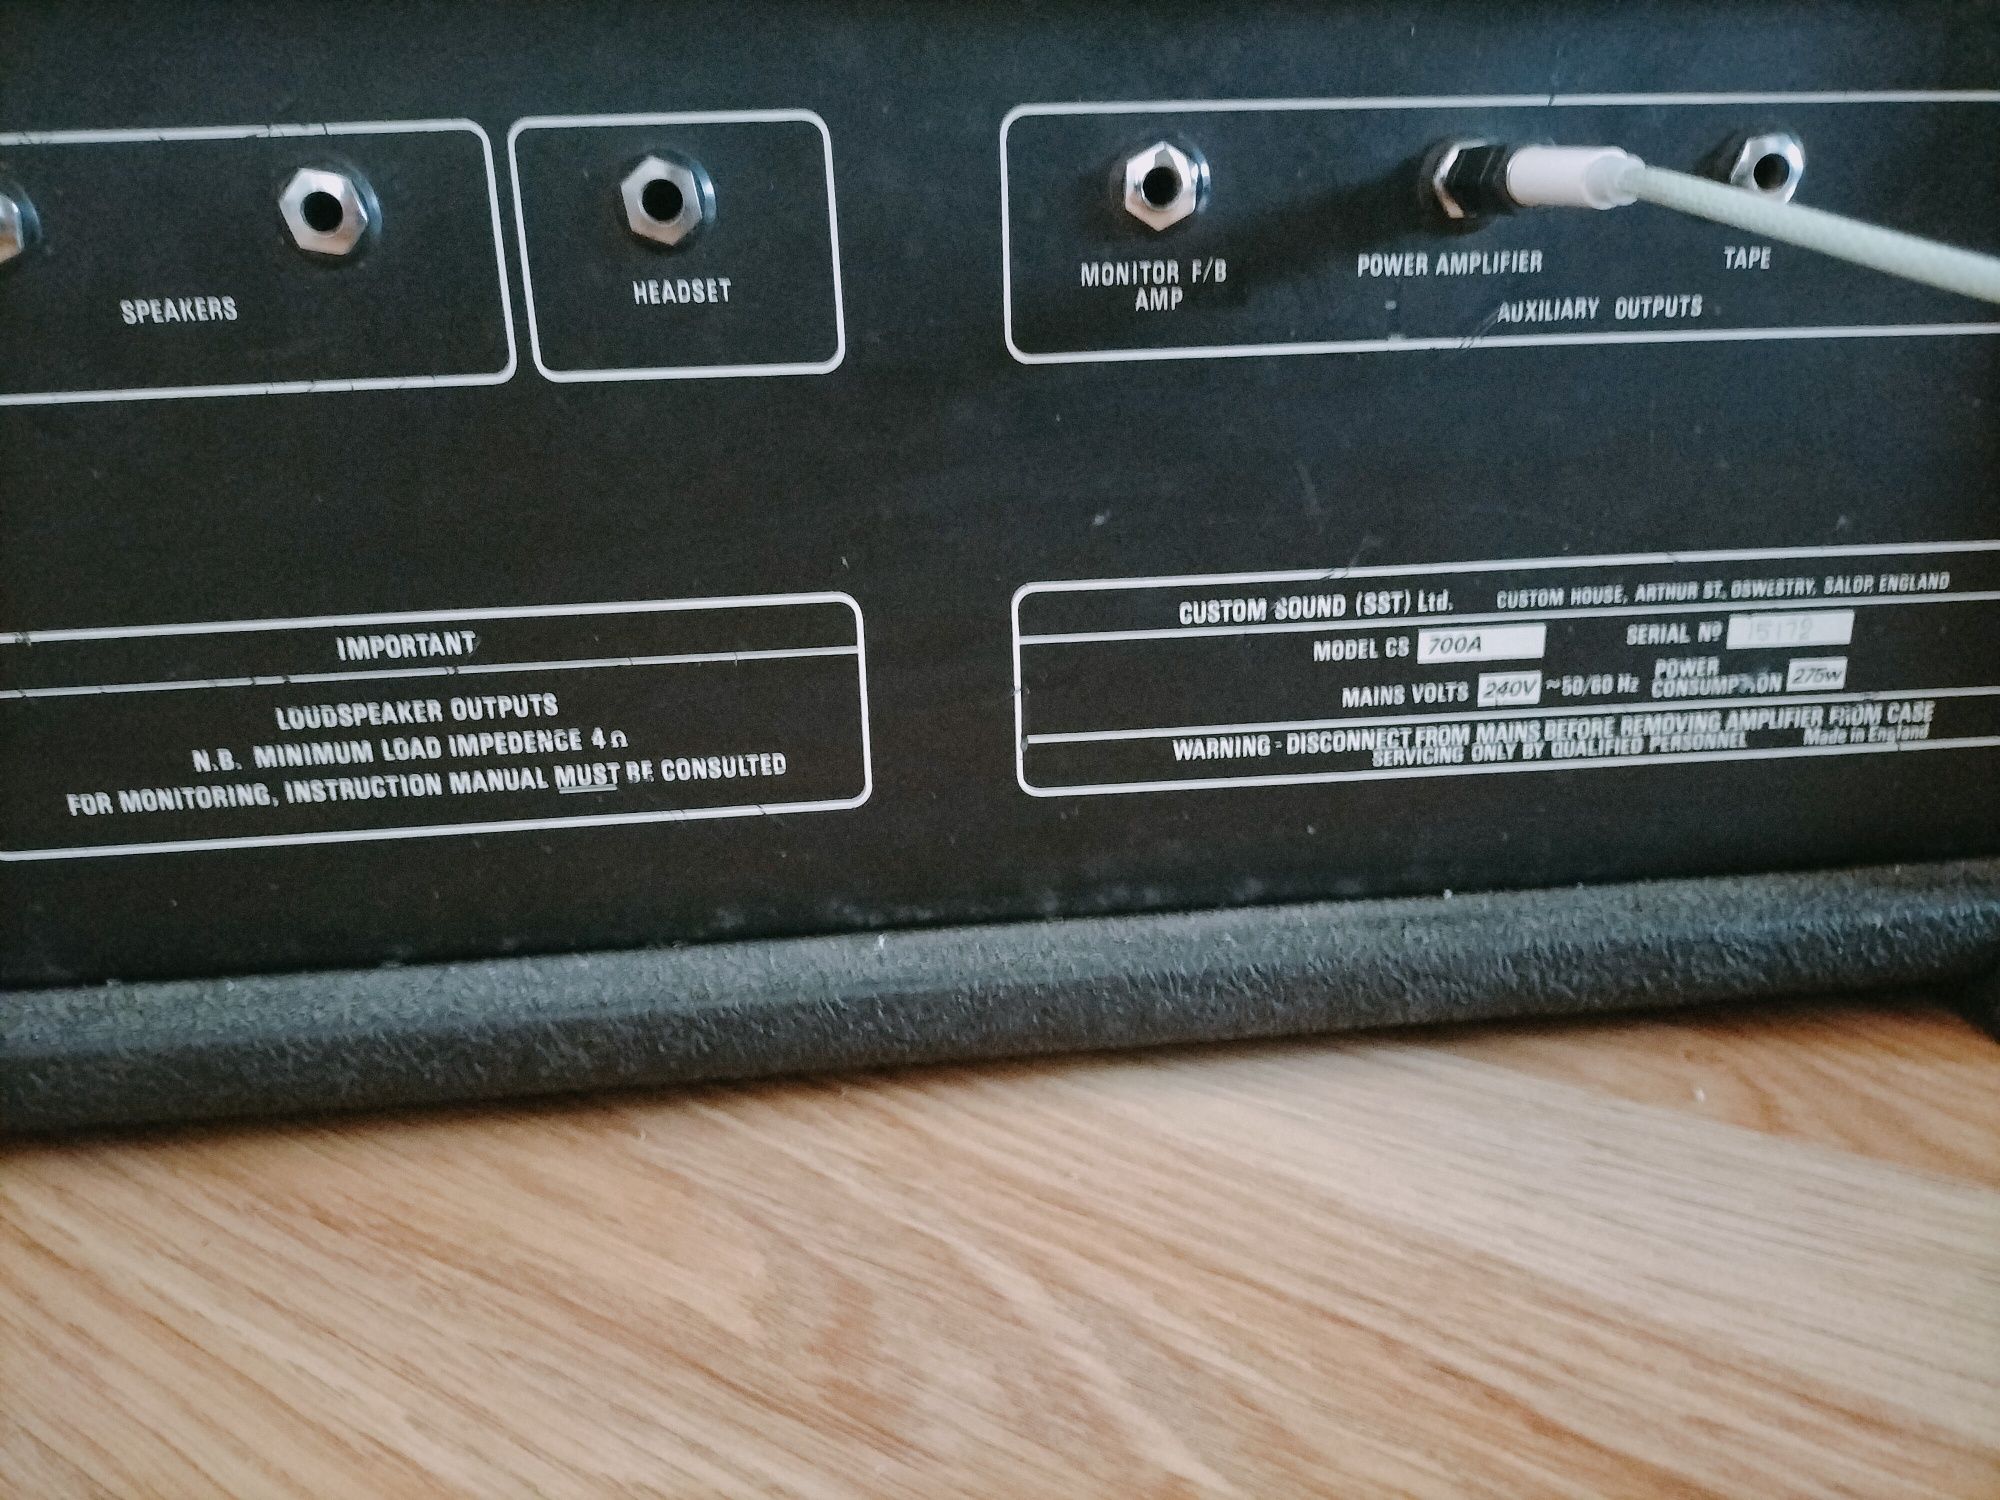 SPEAKERS
HEADSET
MONITOR F/B
AMP
POWER AMPLIFIER
TAPE
AUXILIARY OUTPUTS
IMPORTANT
LOUDSPEAKER OUTPUTS
N.B. MINIMUM LOAD IMPEDENCE 4Ω
FOR MONITORING, INSTRUCTION MANUAL MUST BE CONSULTED
CUSTOM SOUND (SST) Ltd. CUSTOM HOUSE, ARTHUR ST, OSWESTRY, SALOP, ENGLAND
MODEL CS 700A SERIAL Nº 15172
MAINS VOLTS 240V ~50/60 Hz POWER CONSUMPTION 275W
WARNING - DISCONNECT FROM MAINS BEFORE REMOVING AMPLIFIER FROM CASE
SERVICING ONLY BY QUALIFIED PERSONNEL Made in England